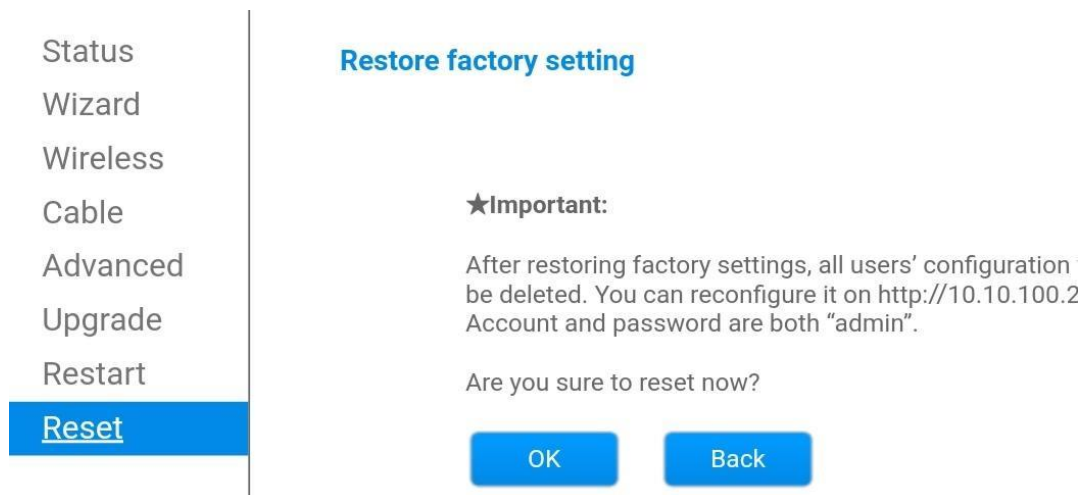 Status
Wizard
Wireless
Cable
Advanced
Upgrade
Restart
Reset
Restore factory setting
★Important:
After restoring factory settings, all users’ configuration
be deleted. You can reconfigure it on http://10.10.100.2
Account and password are both “admin”.
Are you sure to reset now?
OK
Back